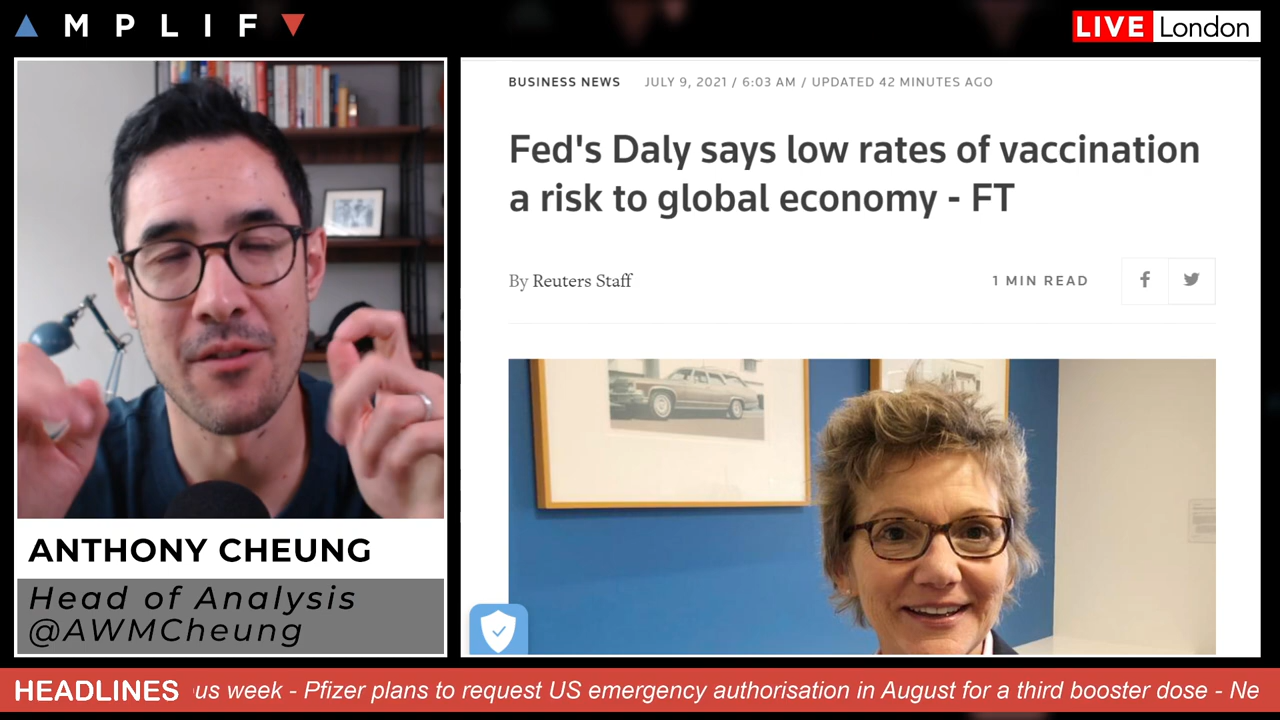 AMPLIFY
LIVE London
BUSINESS NEWS JULY 9, 2021 / 6:03 AM / UPDATED 42 MINUTES AGO
Fed's Daly says low rates of vaccination
a risk to global economy - FT
By Reuters Staff 1 MIN READ
ANTHONY CHEUNG
Head of Analysis
@AWMCheung
HEADLINES us week - Pfizer plans to request US emergency authorisation in August for a third booster dose - Ne